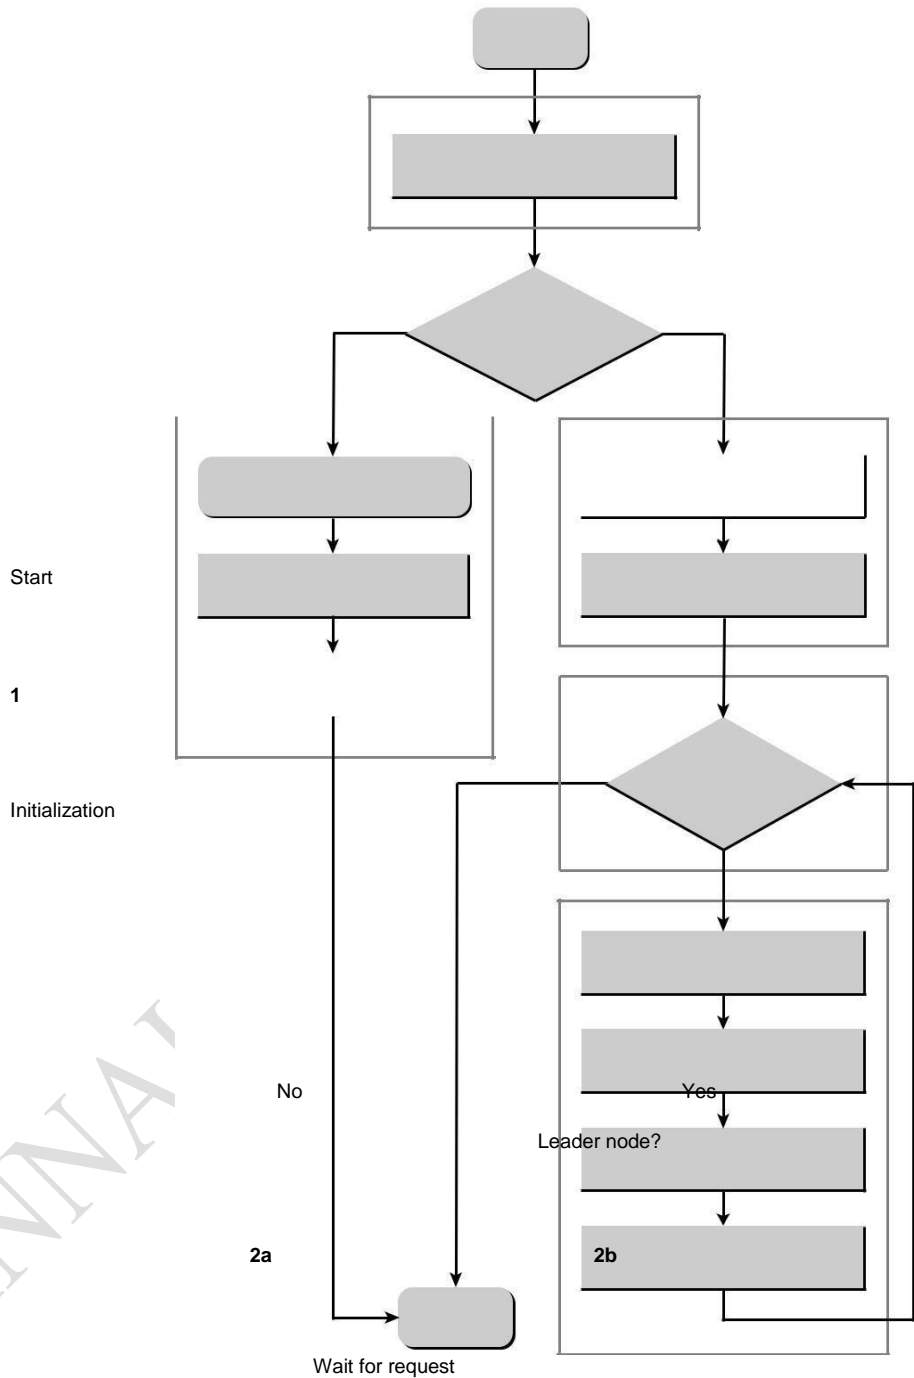 Start
1
Initialization
No
Yes
Leader node?
2a
2b
Wait for request